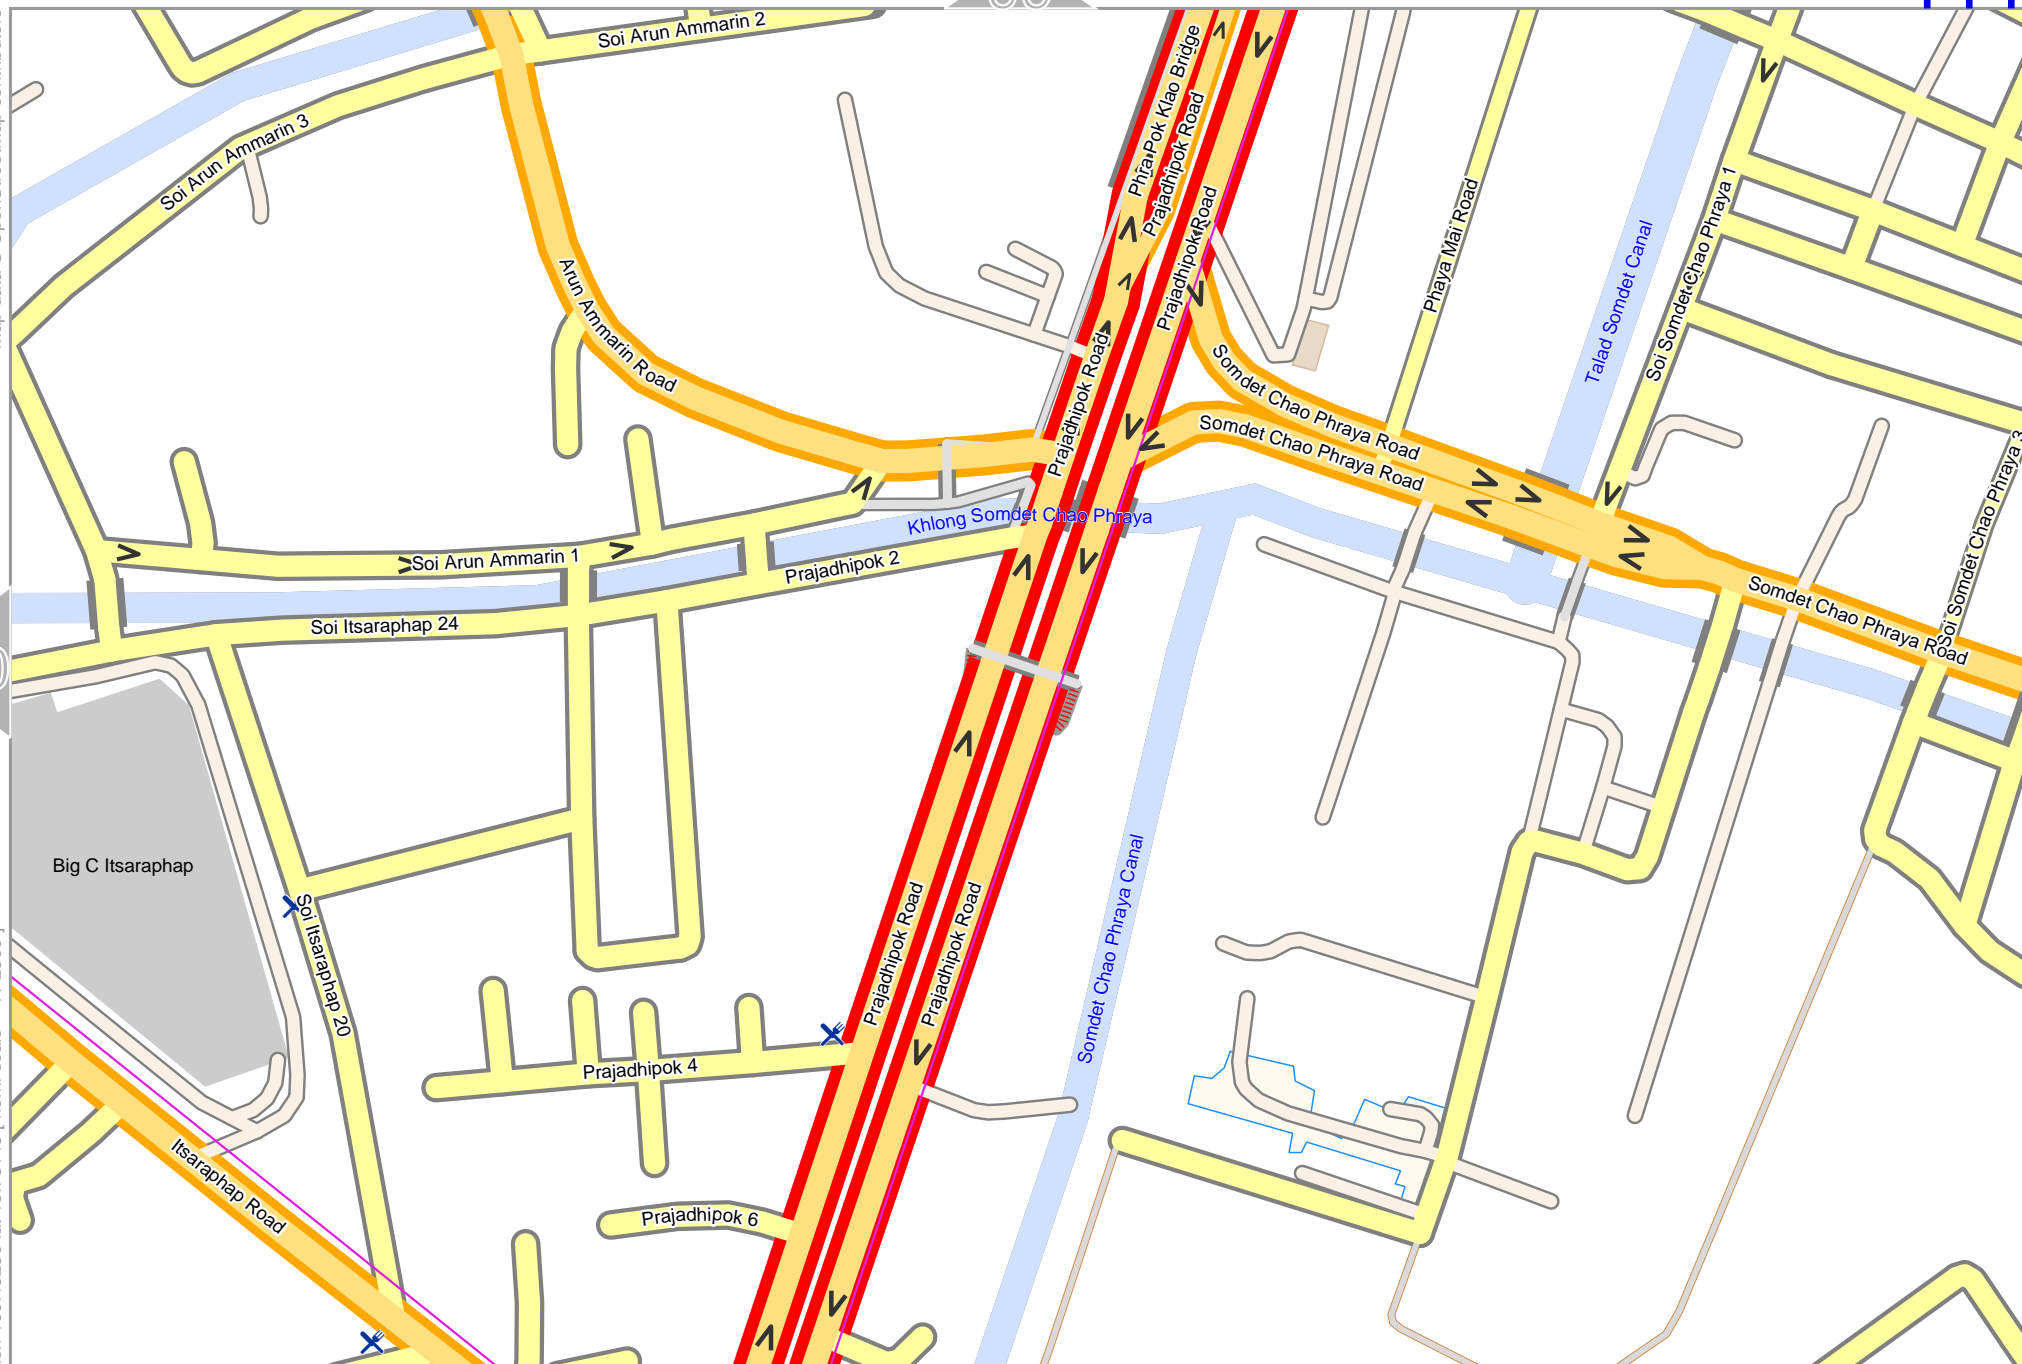 Soi Arun Ammarin 2
Phra Pok Klao Bridge
Prajadhipok Road
Soi Arun Ammarin 3
Prajadhipok Road
Phaya Mai Road
Talad Somdet Canal
Soi Somdet Chao Phraya 1
Arun Ammarin Road
Prajadhipok Road
Somdet Chao Phraya Road
Somdet Chao Phraya Road
Soi Somdet Chao Phraya 3
Khlong Somdet Chao Phraya
Soi Arun Ammarin 1
Prajadhipok 2
Somdet Chao Phraya Road
Soi Itsaraphap 24
Big C Itsaraphap
Soi Itsaraphap 20
Prajadhipok Road
Prajadhipok Road
Somdet Chao Phraya Canal
Prajadhipok 4
Itsaraphap Road
Prajadhipok 6